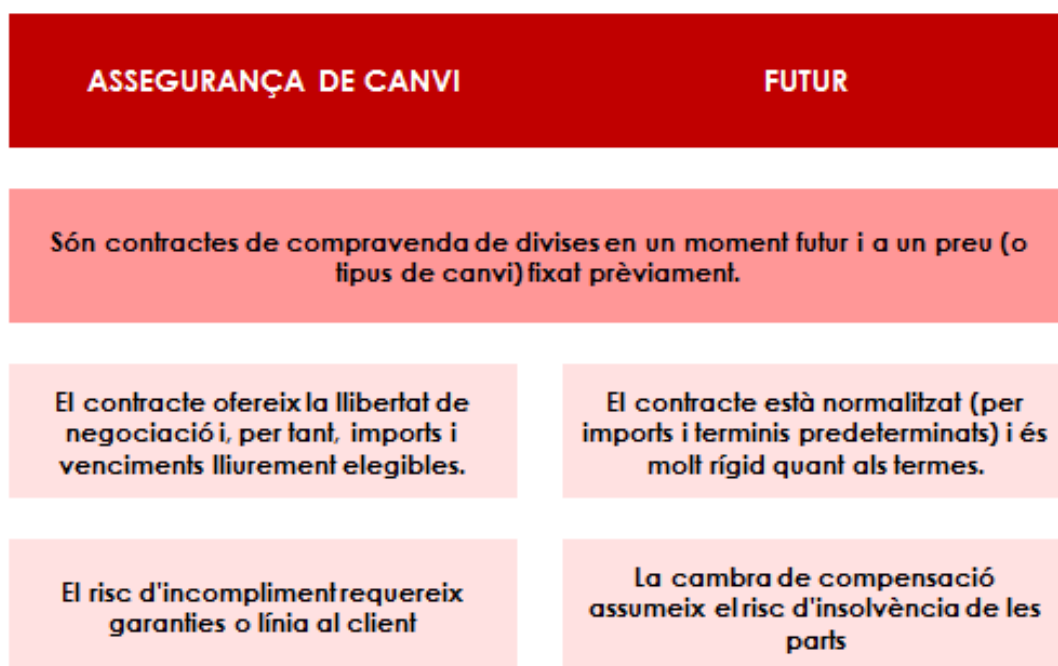 ASSEGURANÇA DE CANVI
FUTUR
Són contractes de compravenda de divises en un moment futur i a un preu (o
tipus de canvi) fixat prèviament.
El contracte ofereix la llibertat de
negociació i, per tant, imports i
venciments lliurement elegibles.
El contracte està normalitzat (per
imports i terminis predeterminats) i és
molt rígid quant als termes.
El risc d'incompliment requereix
garanties o línia al client
La cambra de compensació
assumeix el risc d'insolvència de les
parts